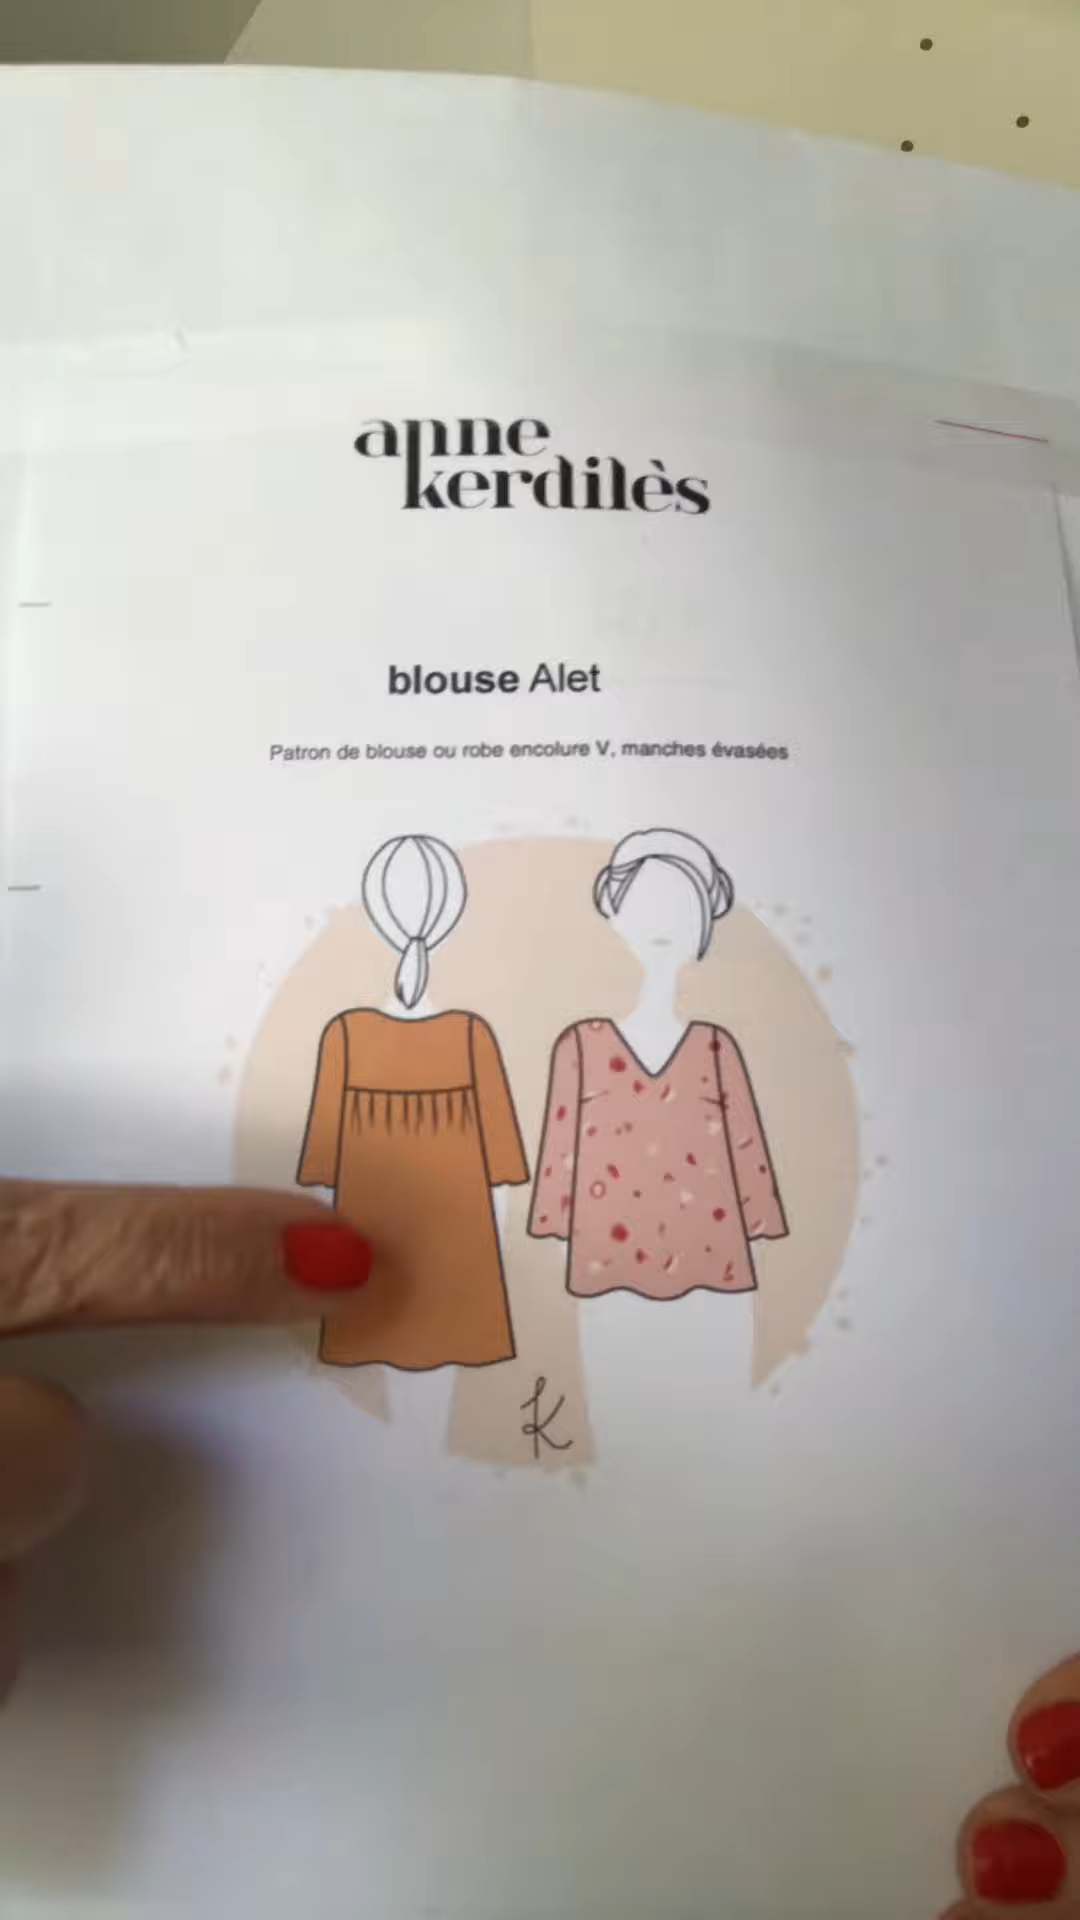 anne
kerdilès
blouse Alet
Patron de blouse ou robe encolure V, manches évasées
K